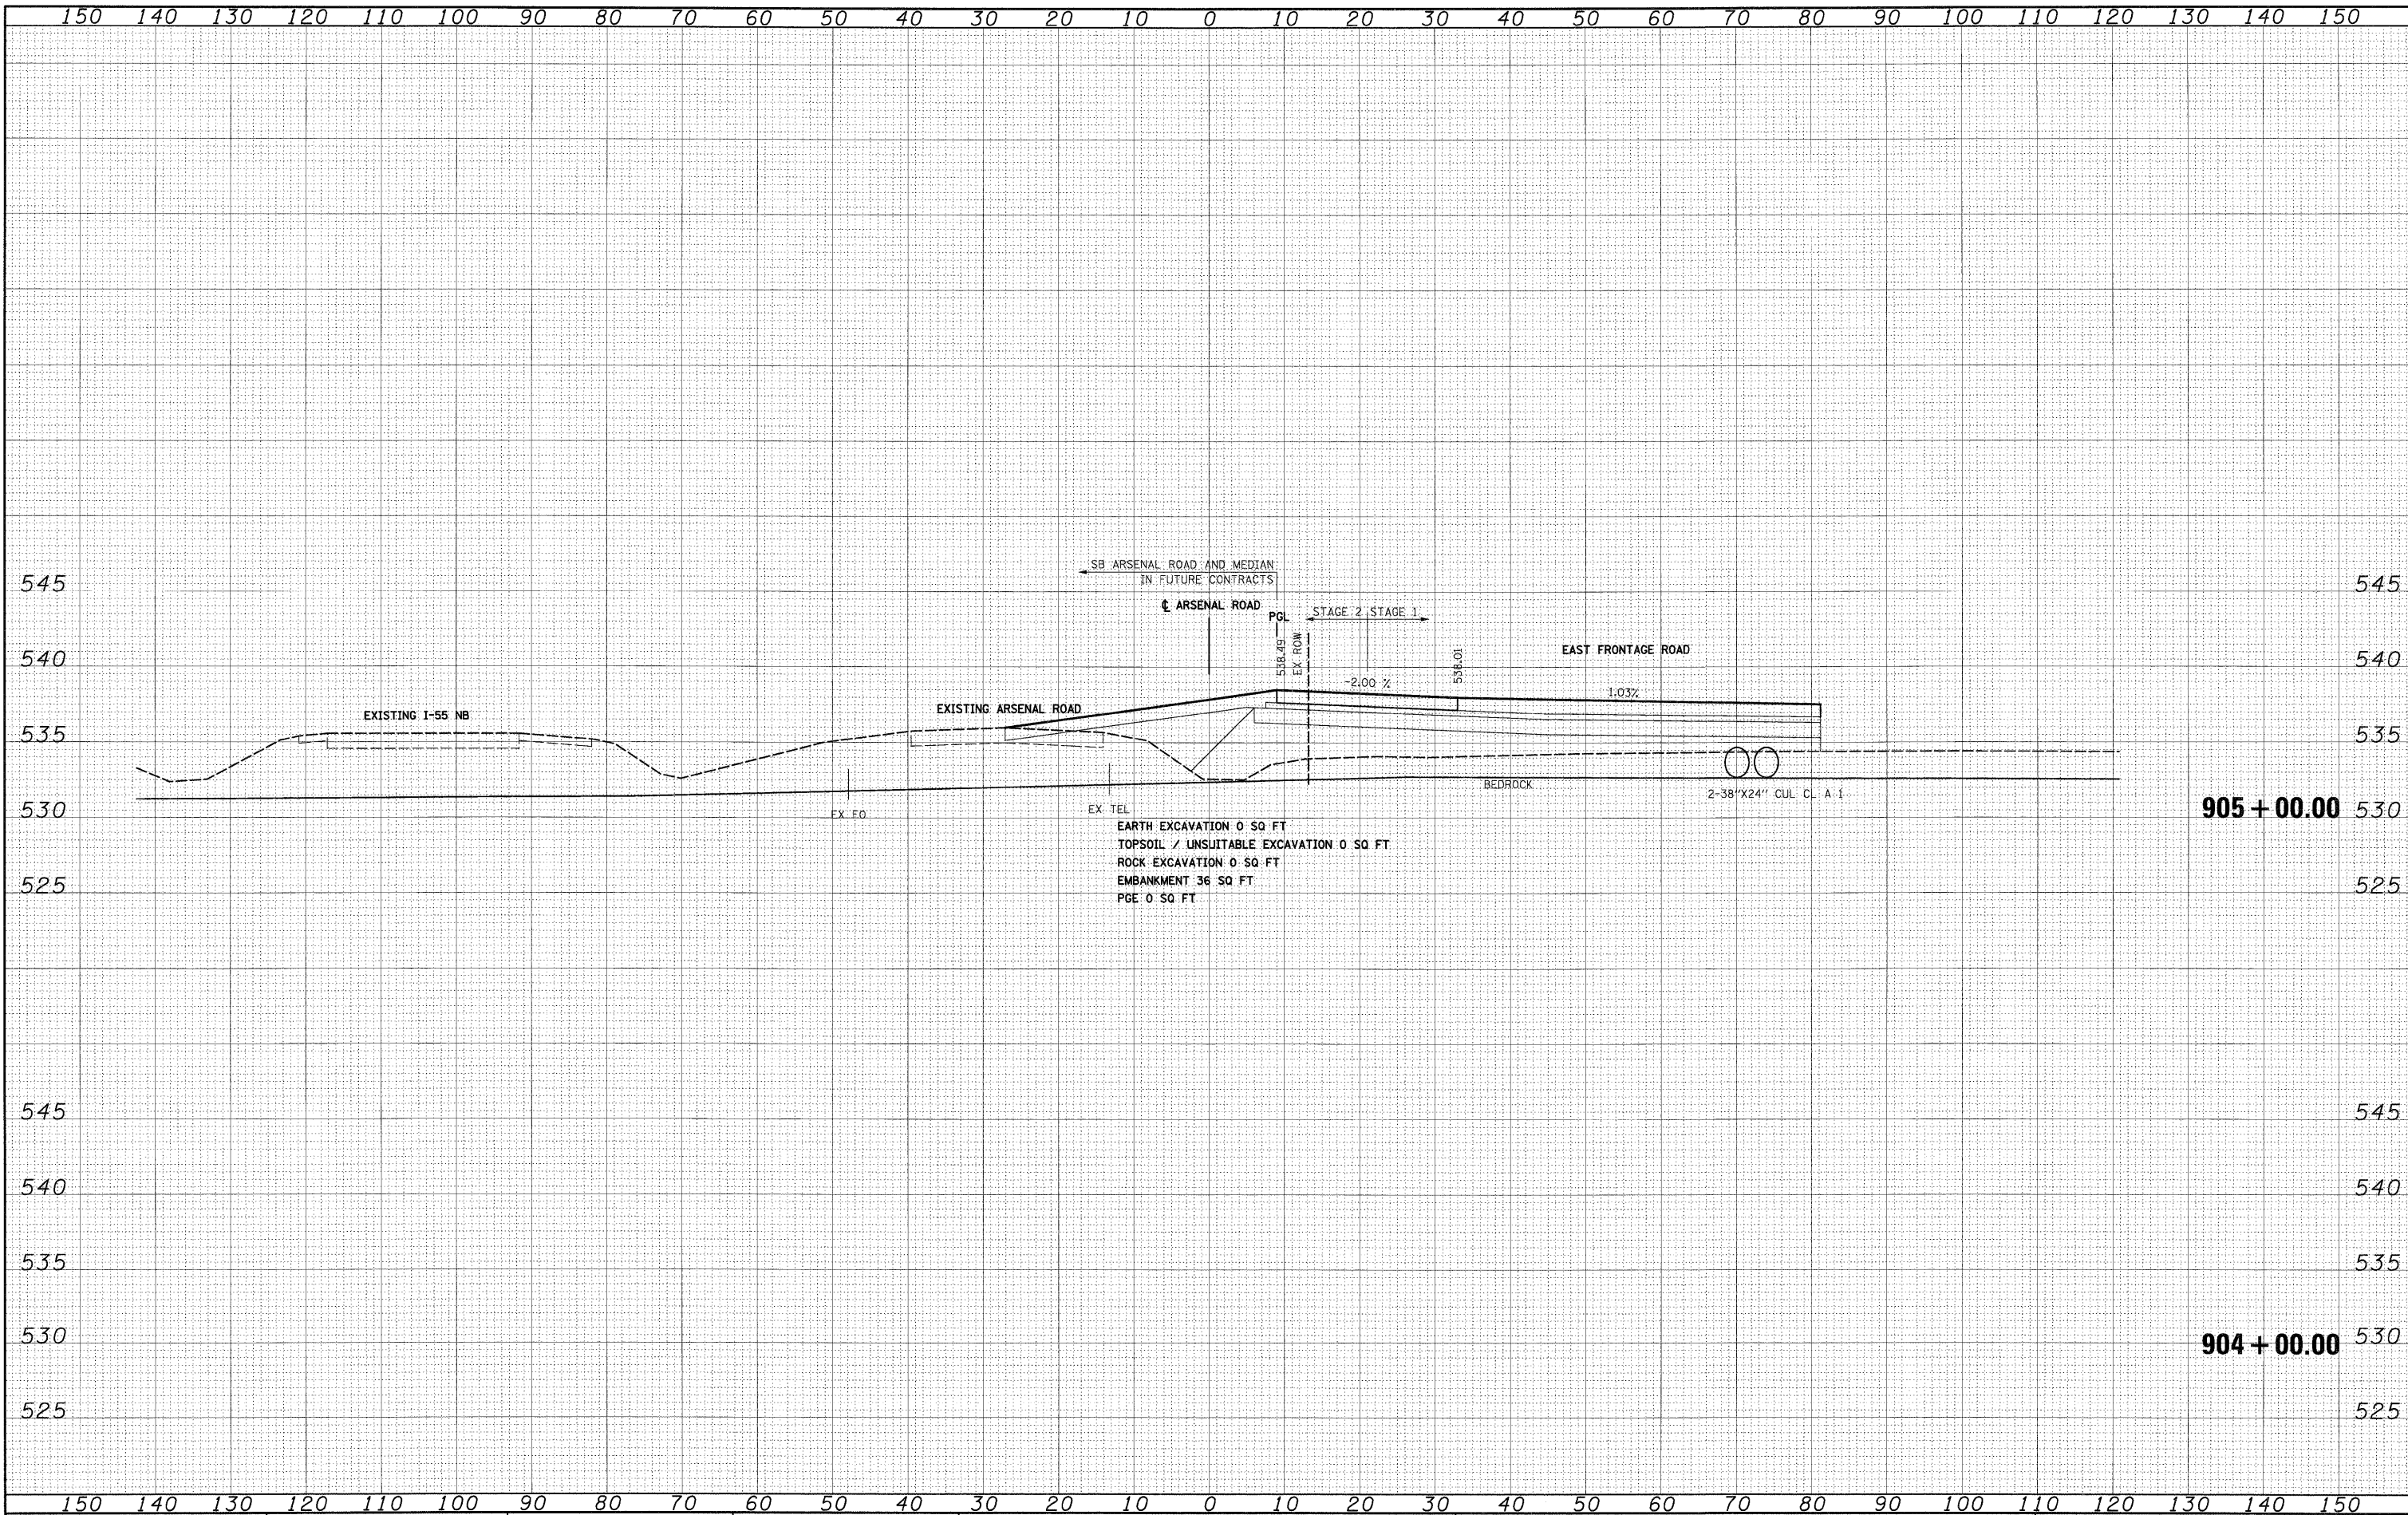 150 140 130 120 110 100 90 80 70 60 50 40 30 20 10 0 10 20 30 40 50 60 70 80 90 100 110 120 130 140 150
SB ARSENAL ROAD AND MEDIAN
IN FUTURE CONTRACTS
545 545
℄ ARSENAL ROAD
PGL
STAGE 2 STAGE 1
538.49
EX ROW
538.01
EAST FRONTAGE ROAD
540 540
-2.00 %
1.03%
EXISTING I-55 NB
EXISTING ARSENAL ROAD
535 535
BEDROCK
2-38"X24" CUL CL A 1
EX FO
EX TEL
530 905+00.00 530
EARTH EXCAVATION 0 SQ FT
TOPSOIL / UNSUITABLE EXCAVATION 0 SQ FT
ROCK EXCAVATION 0 SQ FT
EMBANKMENT 36 SQ FT
525 525
PGE 0 SQ FT
545 545
540 540
535 535
530 904+00.00 530
525 525
150 140 130 120 110 100 90 80 70 60 50 40 30 20 10 0 10 20 30 40 50 60 70 80 90 100 110 120 130 140 150